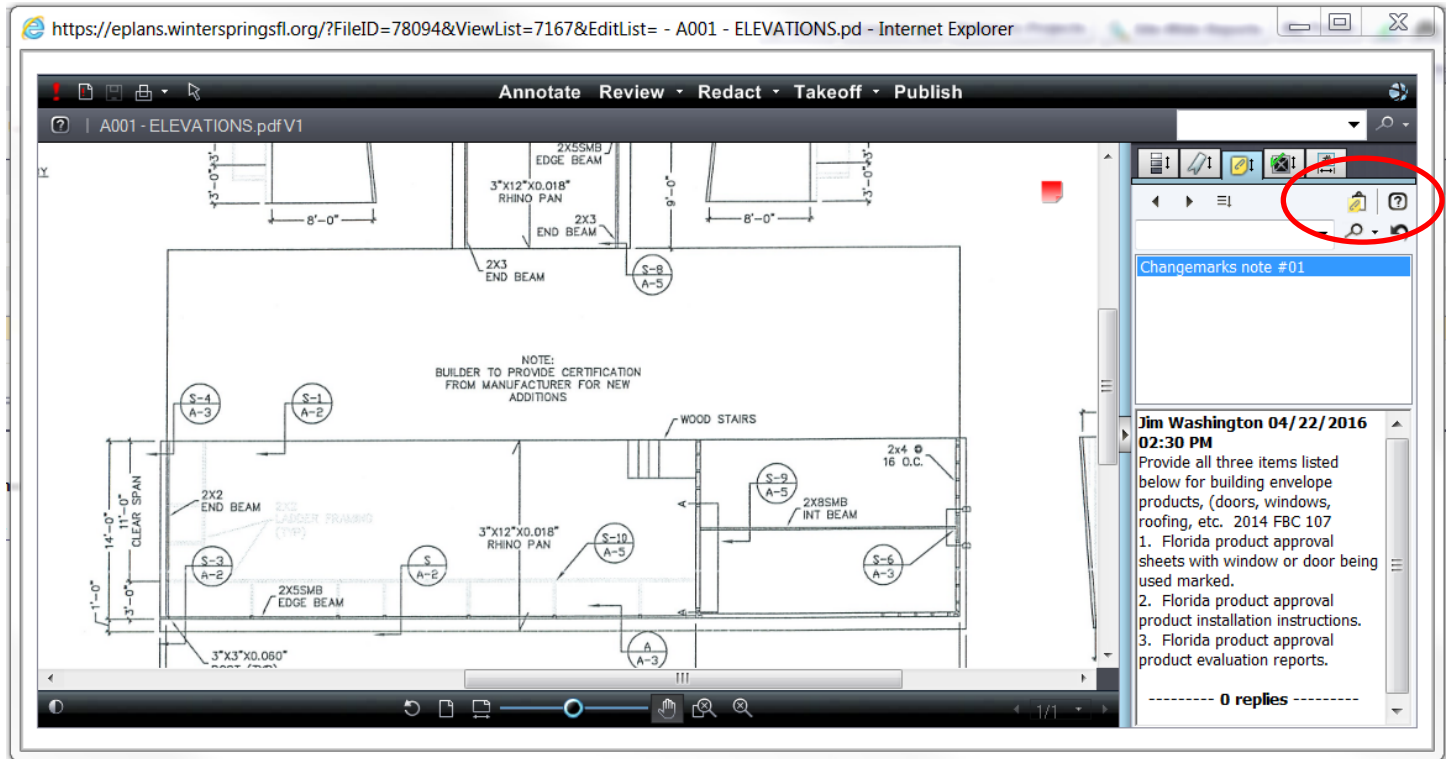 https://eplans.winterspringsfl.org/?FileID=78094&ViewList=7167&EditList= - A001 - ELEVATIONS.pd - Internet Explorer
Annotate Review Redact Takeoff Publish
A001 - ELEVATIONS.pdf V1
2X5SMB
EDGE BEAM
3"X12"X0.018"
RHINO PAN
2X3
END BEAM
3'-0"
3'-0"
9'-0"
8'-0"
8'-0"
2X3
END BEAM
S-8
A-5
NOTE:
BUILDER TO PROVIDE CERTIFICATION
FROM MANUFACTURER FOR NEW
ADDITIONS
S-4
A-3
S-1
A-2
WOOD STAIRS
2x4 @
16 O.C.
S-9
A-5
2X8SMB
INT BEAM
14'-0"
11'-0"
CLEAR SPAN
2X2
END BEAM
2X2
LADDER FRAMING
(TYP)
3"X12"X0.018"
RHINO PAN
S-10
A-5
A
B
S-3
A-2
S
A-2
S-6
A-3
B
1'-0"
3'-0"
2X5SMB
EDGE BEAM
A
A
A-3
3"X3"X0.060"
1/1
Changemarks note #01
Jim Washington 04/22/2016
02:30 PM
Provide all three items listed
below for building envelope
products, (doors, windows,
roofing, etc. 2014 FBC 107
1. Florida product approval
sheets with window or door being
used marked.
2. Florida product approval
product installation instructions.
3. Florida product approval
product evaluation reports.
--------- 0 replies ---------